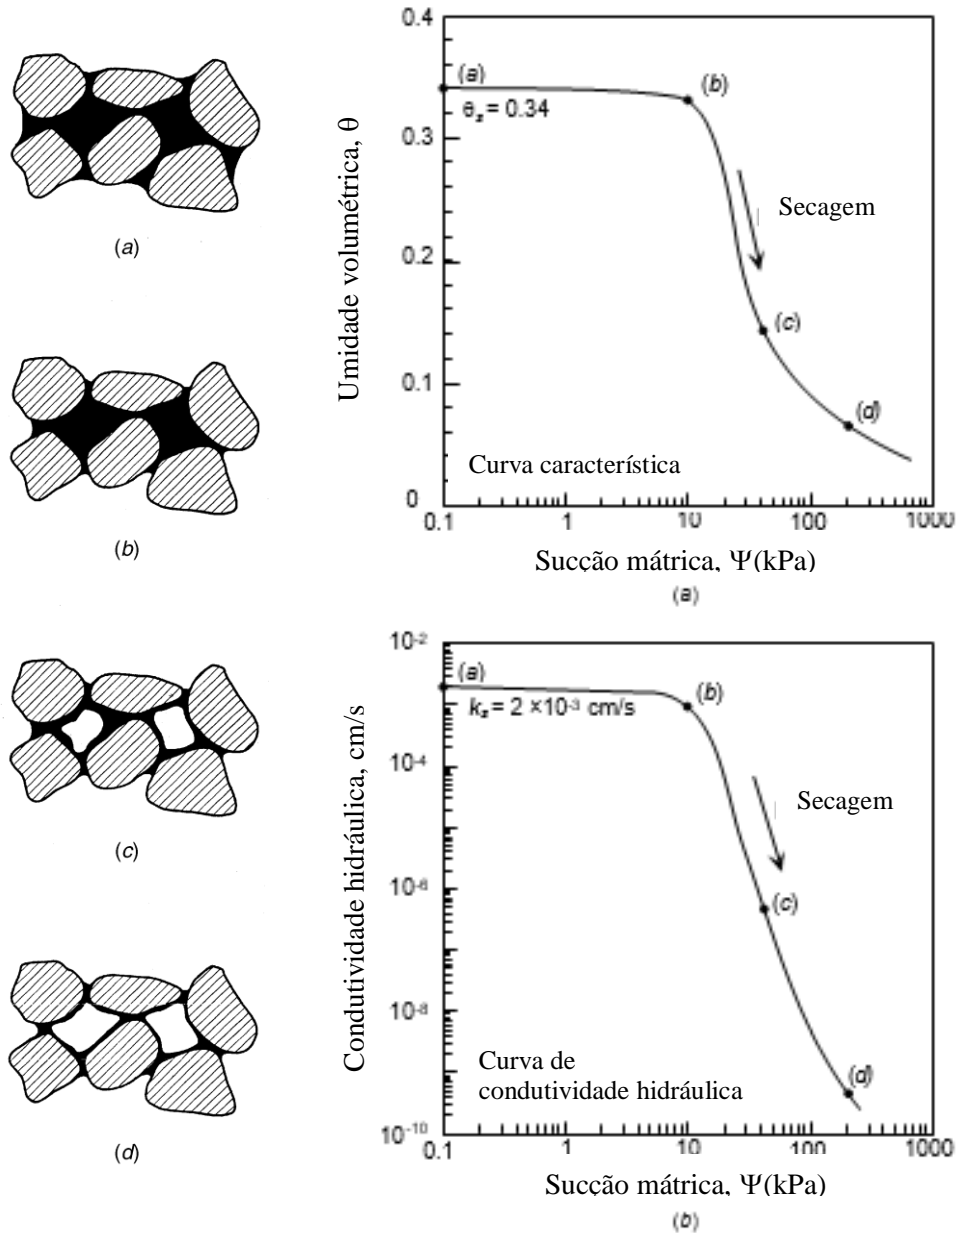 (a)
(b)
(c)
(d)
0.4
0.3
0.2
0.1
0
Umidade volumétrica, θ
(a)
θs = 0.34
(b)
Secagem
(c)
(d)
Curva característica
0.1 1 10 100 1000
Sucção mátrica, Ψ(kPa)
(a)
10-2
10-4
10-6
10-8
10-10
Condutividade hidráulica, cm/s
(a)
ks = 2 ×10-3 cm/s
(b)
Secagem
(c)
(d)
Curva de
condutividade hidráulica
0.1 1 10 100 1000
Sucção mátrica, Ψ(kPa)
(b)